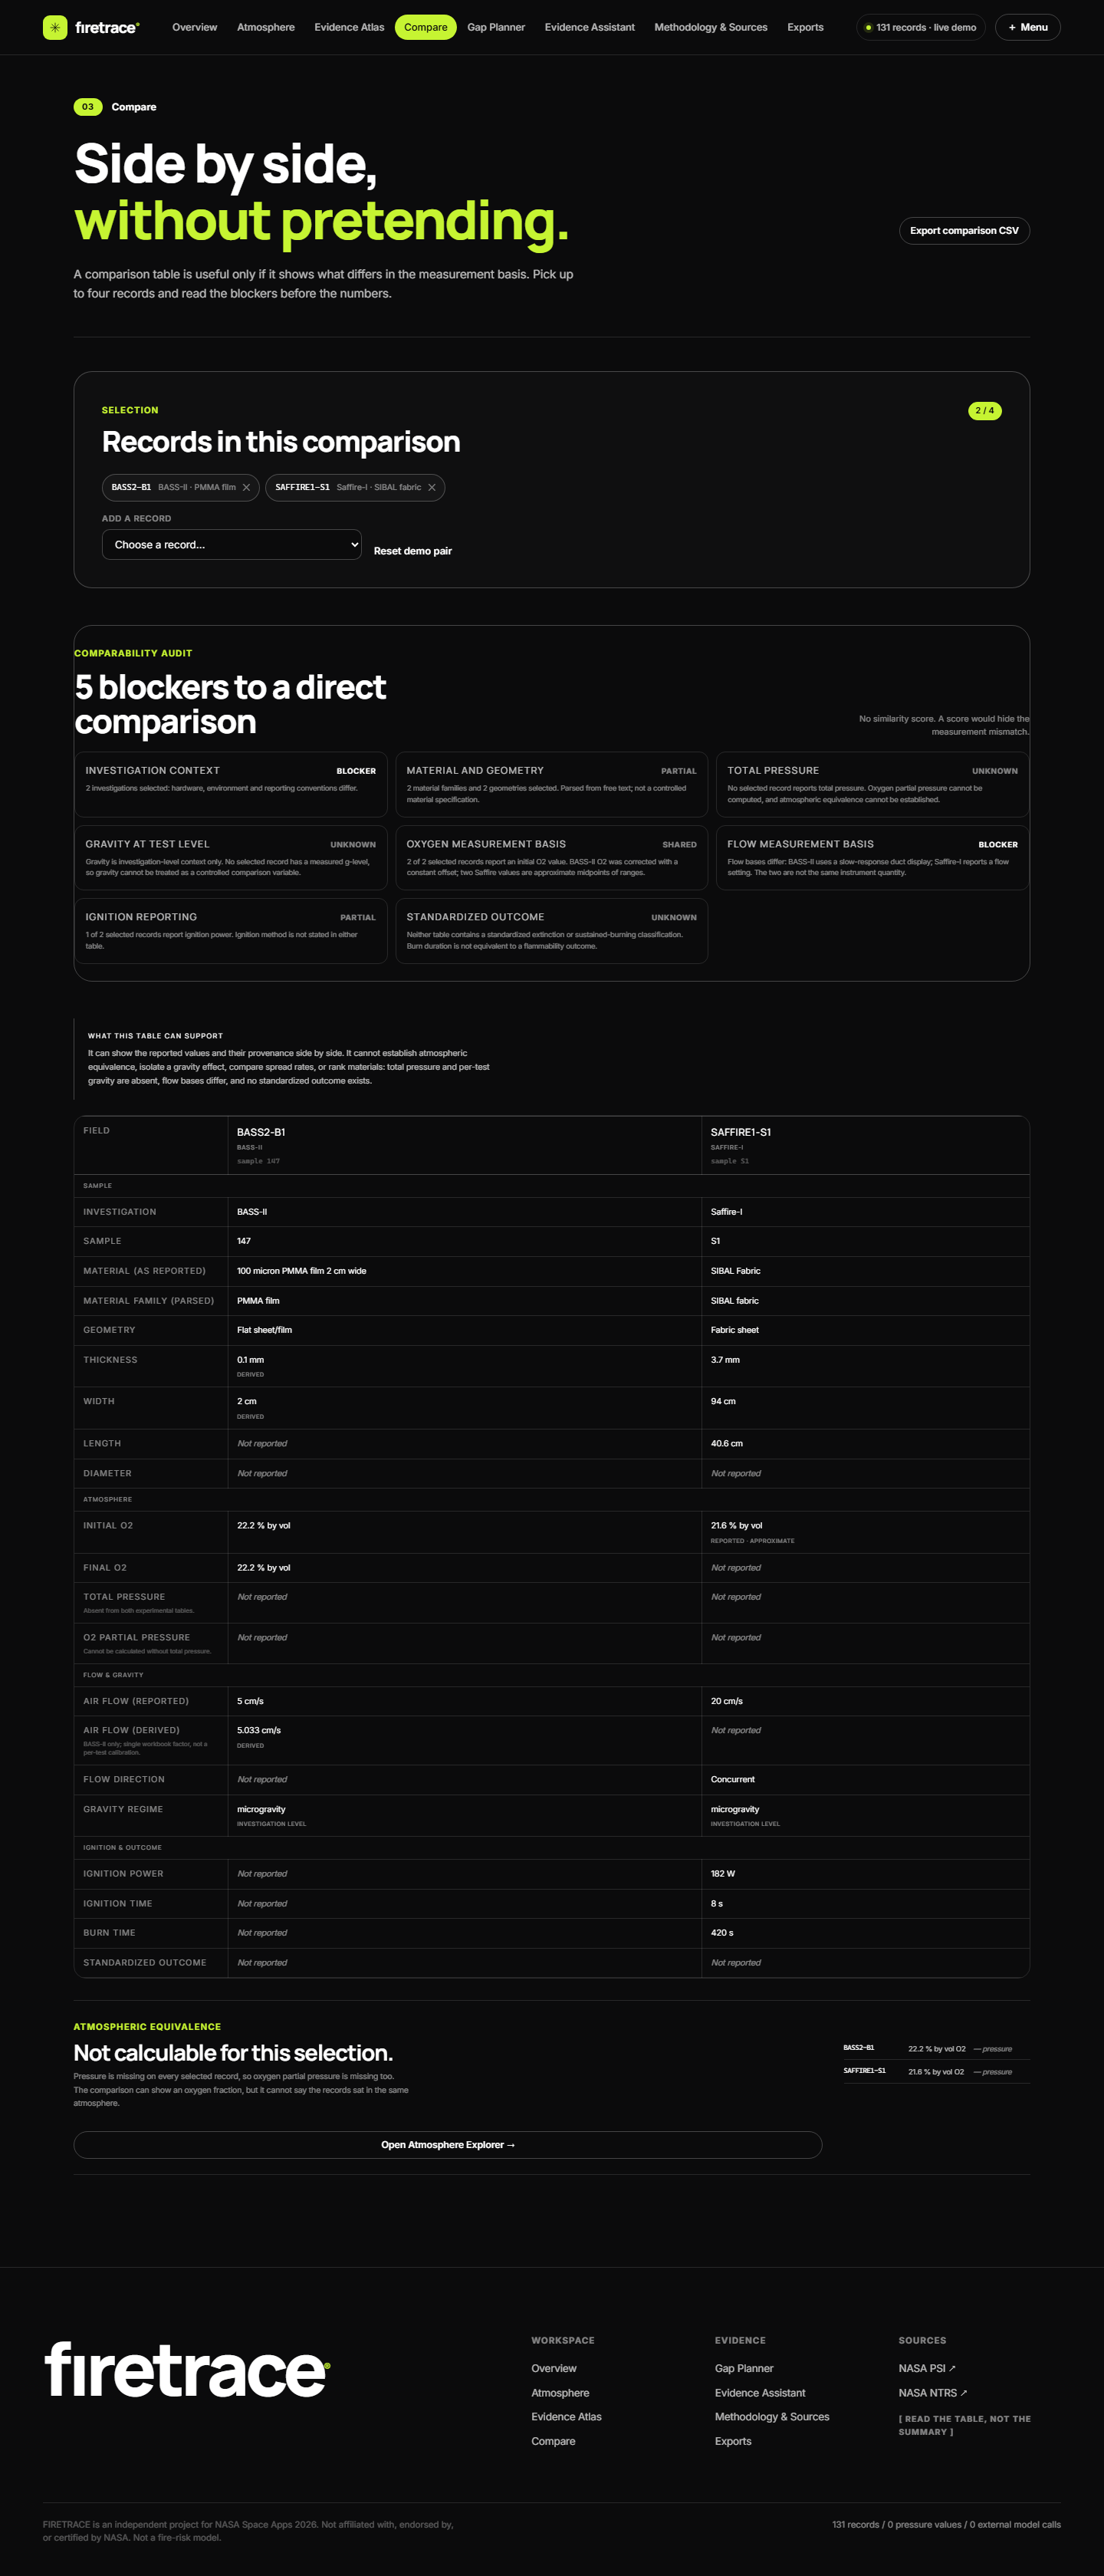 firetrace
Overview
Atmosphere
Evidence Atlas
Compare
Gap Planner
Evidence Assistant
Methodology & Sources
Exports
131 records · live demo
+ Menu
03 Compare
Side by side,
without pretending.
Export comparison CSV
A comparison table is useful only if it shows what differs in the measurement basis. Pick up
to four records and read the blockers before the numbers.
SELECTION
2 / 4
Records in this comparison
BASS2-B1 BASS-II · PMMA film ×
SAFFIRE1-S1 Saffire-I · SIBAL fabric ×
ADD A RECORD
Choose a record...
Reset demo pair
COMPARABILITY AUDIT
5 blockers to a direct
comparison
No similarity score. A score would hide the
measurement mismatch.
INVESTIGATION CONTEXT BLOCKER
2 investigations selected: hardware, environment and reporting conventions differ.
MATERIAL AND GEOMETRY PARTIAL
2 material families and 2 geometries selected. Parsed from free text; not a controlled
material specification.
TOTAL PRESSURE UNKNOWN
No selected record reports total pressure. Oxygen partial pressure cannot be
computed, and atmospheric equivalence cannot be established.
GRAVITY AT TEST LEVEL UNKNOWN
Gravity is investigation-level context only. No selected record has a measured g-level,
so gravity cannot be treated as a controlled comparison variable.
OXYGEN MEASUREMENT BASIS SHARED
2 of 2 selected records report an initial O2 value. BASS-II O2 was corrected with a
constant offset; two Saffire values are approximate midpoints of ranges.
FLOW MEASUREMENT BASIS BLOCKER
Flow bases differ: BASS-II uses a slow-response duct display; Saffire-I reports a flow
setting. The two are not the same instrument quantity.
IGNITION REPORTING PARTIAL
1 of 2 selected records report ignition power. Ignition method is not stated in either
table.
STANDARDIZED OUTCOME UNKNOWN
Neither table contains a standardized extinction or sustained-burning classification.
Burn duration is not equivalent to a flammability outcome.
WHAT THIS TABLE CAN SUPPORT
It can show the reported values and their provenance side by side. It cannot establish atmospheric
equivalence, isolate a gravity effect, compare spread rates, or rank materials: total pressure and per-test
gravity are absent, flow bases differ, and no standardized outcome exists.
FIELD BASS2-B1 SAFFIRE1-S1
BASS-II SAFFIRE-I
sample 147 sample S1
SAMPLE
INVESTIGATION BASS-II Saffire-I
SAMPLE 147 S1
MATERIAL (AS REPORTED) 100 micron PMMA film 2 cm wide SIBAL Fabric
MATERIAL FAMILY (PARSED) PMMA film SIBAL fabric
GEOMETRY Flat sheet/film Fabric sheet
THICKNESS 0.1 mm 3.7 mm
DERIVED
WIDTH 2 cm 94 cm
DERIVED
LENGTH Not reported 40.6 cm
DIAMETER Not reported Not reported
ATMOSPHERE
INITIAL O2 22.2 % by vol 21.6 % by vol
REPORTED · APPROXIMATE
FINAL O2 22.2 % by vol Not reported
TOTAL PRESSURE Not reported Not reported
Absent from both experimental tables.
O2 PARTIAL PRESSURE Not reported Not reported
Cannot be calculated without total pressure.
FLOW & GRAVITY
AIR FLOW (REPORTED) 5 cm/s 20 cm/s
AIR FLOW (DERIVED) 5.033 cm/s Not reported
BASS-II only; single workbook factor, not a
per-test calibration.
DERIVED
FLOW DIRECTION Not reported Concurrent
GRAVITY REGIME microgravity microgravity
INVESTIGATION LEVEL INVESTIGATION LEVEL
IGNITION & OUTCOME
IGNITION POWER Not reported 182 W
IGNITION TIME Not reported 8 s
BURN TIME Not reported 420 s
STANDARDIZED OUTCOME Not reported Not reported
ATMOSPHERIC EQUIVALENCE
Not calculable for this selection.
Pressure is missing on every selected record, so oxygen partial pressure is missing too.
The comparison can show an oxygen fraction, but it cannot say the records sat in the same
atmosphere.
BASS2-B1 22.2 % by vol O2 — pressure
SAFFIRE1-S1 21.6 % by vol O2 — pressure
Open Atmosphere Explorer →
firetrace
WORKSPACE
Overview
Atmosphere
Evidence Atlas
Compare
EVIDENCE
Gap Planner
Evidence Assistant
Methodology & Sources
Exports
SOURCES
NASA PSI ↗
NASA NTRS ↗
[ READ THE TABLE, NOT THE
SUMMARY ]
FIRETRACE is an independent project for NASA Space Apps 2026. Not affiliated with, endorsed by,
or certified by NASA. Not a fire-risk model.
131 records / 0 pressure values / 0 external model calls